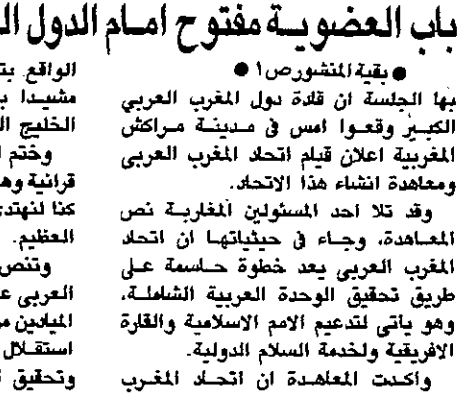 باب العضوية مفتوح امام الدول ال
● بقية المنشورص١ ●
بها الجلسة ان قادة دول المغرب العربي
الكبير وقعوا امس في مدينة مراكش
المغربية اعلان قيام اتحاد المغرب العربي
ومعاهدة انشاء هذا الاتحاد.
وقد تلا احد المسئولين المغاربة نص
المعاهدة، وجاء في حيثياتها ان اتحاد
المغرب العربي يعد خطوة حاسمة على
طريق تحقيق الوحدة العربية الشاملة،
وهو ياتى لتدعيم الامم الاسلامية والقارة
الافريقية ولخدمة السلام الدولية.
واكدت المعاهدة ان اتحاد المغرب
الواقع
مشيدا
الخليج
وختم
قرانية
كنا لنهتدي
العظيم.
وتنص
العربي
الميادين
استقلال
وتحقيق